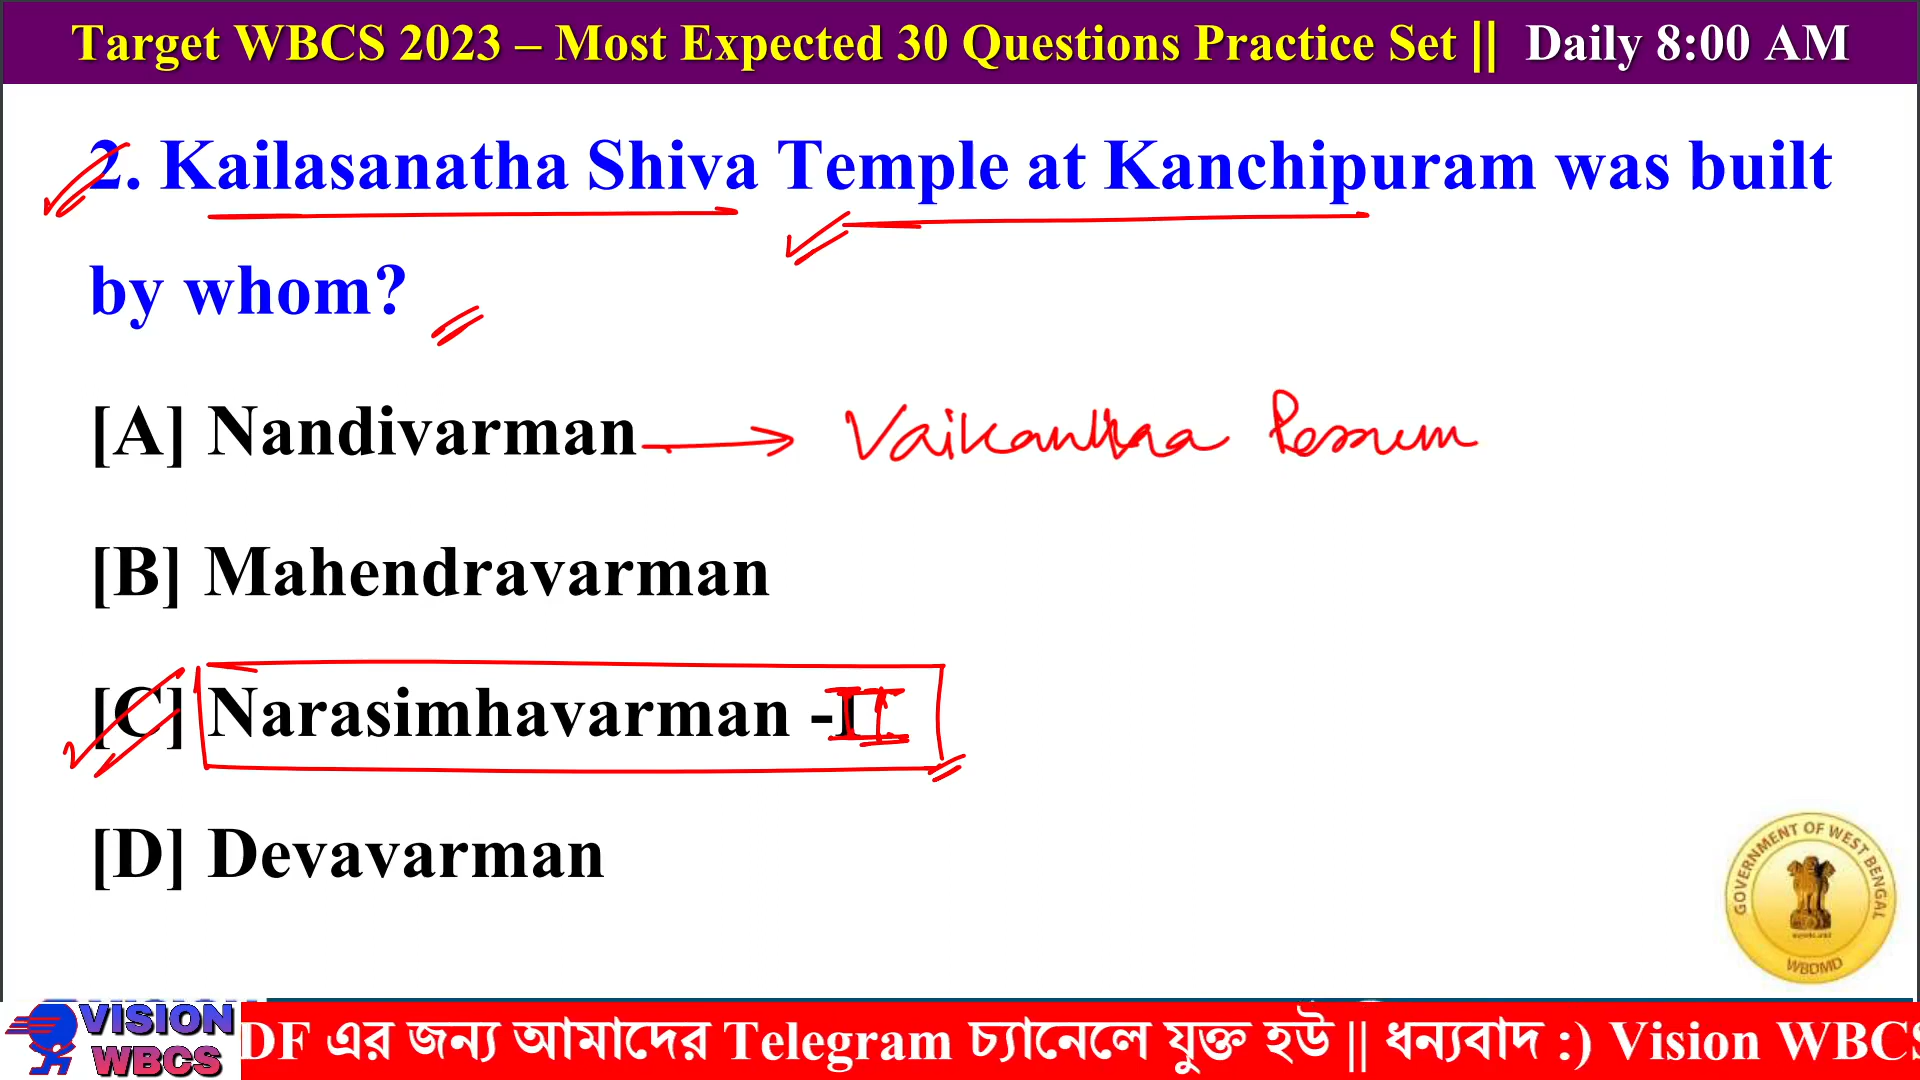 Target WBCS 2023 – Most Expected 30 Questions Practice Set || Daily 8:00 AM
2. Kailasanatha Shiva Temple at Kanchipuram was built
by whom?
[A] Nandivarman
[B] Mahendravarman
[C] Narasimhavarman -II
[D] Devavarman
GOVERNMENT OF WEST BENGAL
WBDMD
VISION
WBCS
DF এর জন্য আমাদের Telegram চ্যানেলে যুক্ত হউ || ধন্যবাদ :) Vision WBCS